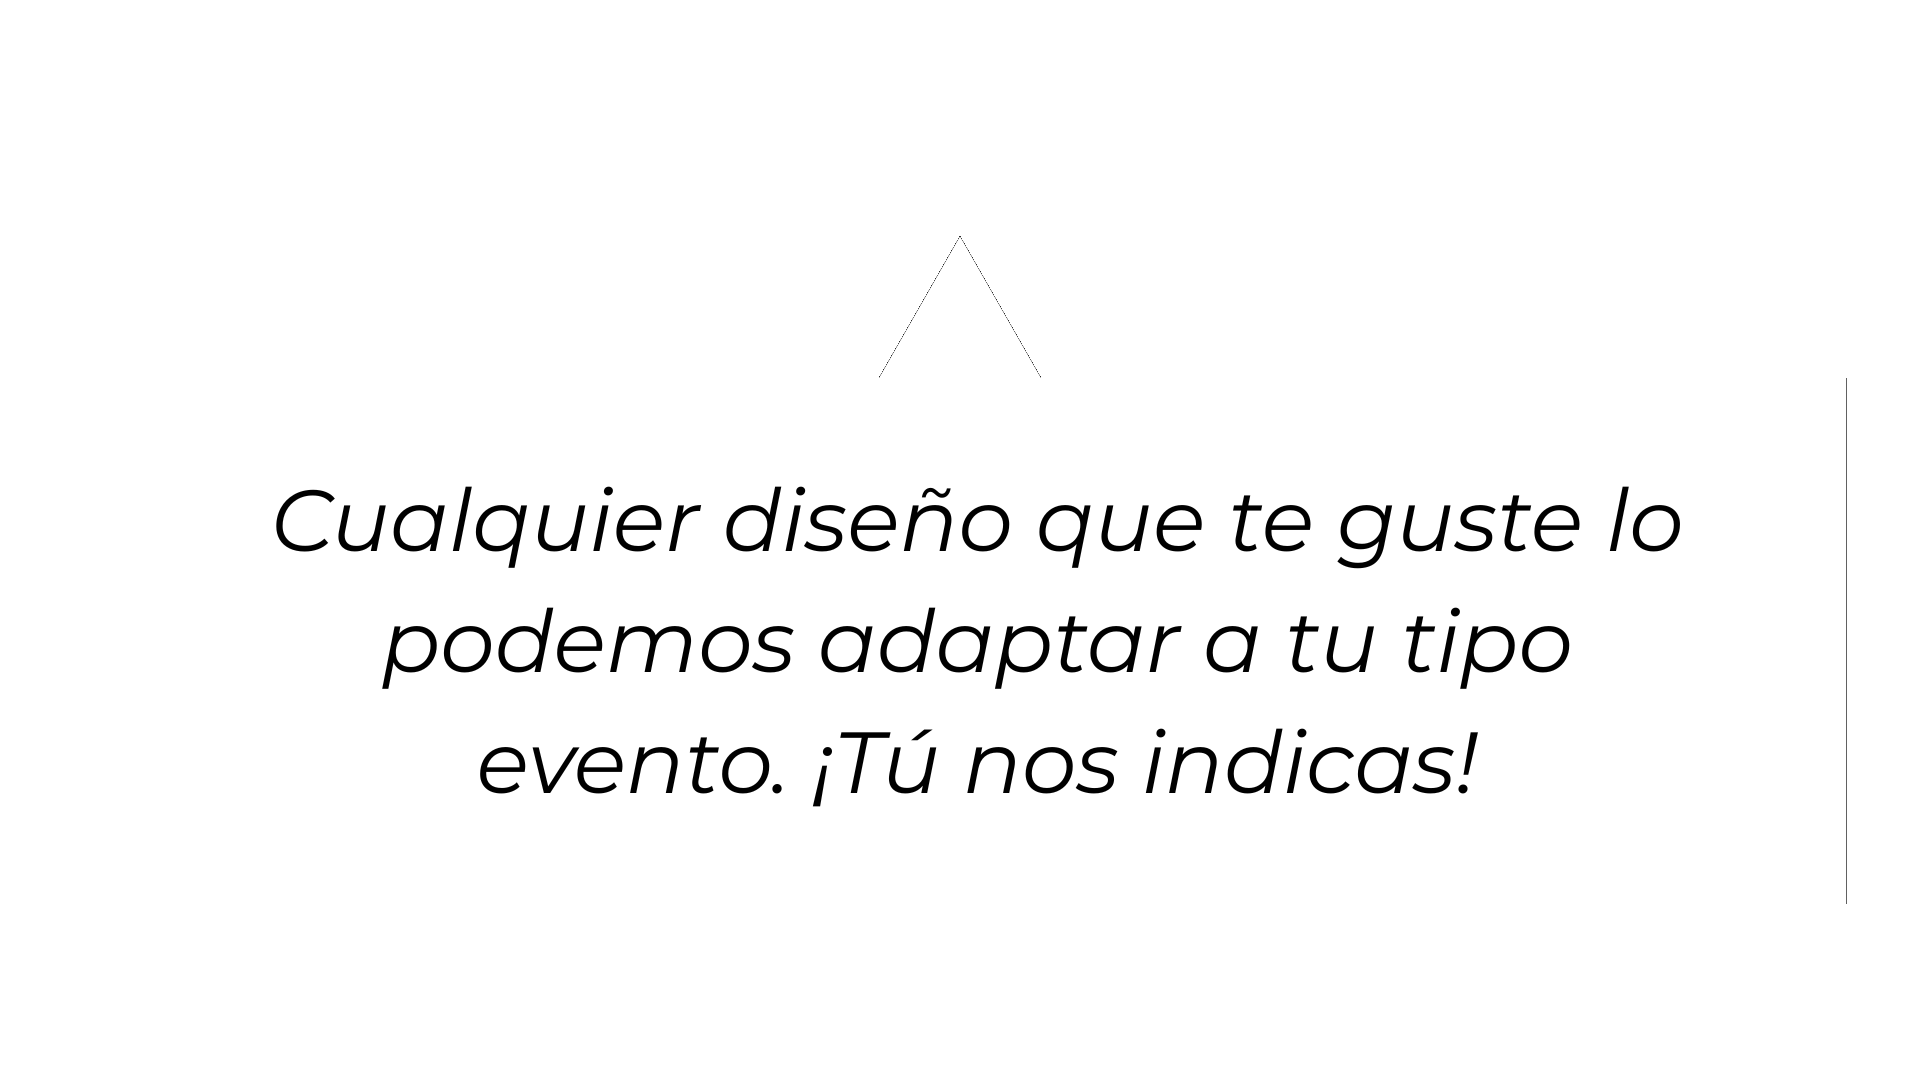 Cualquier diseño que te guste lo
podemos adaptar a tu tipo
evento. ¡Tú nos indicas!